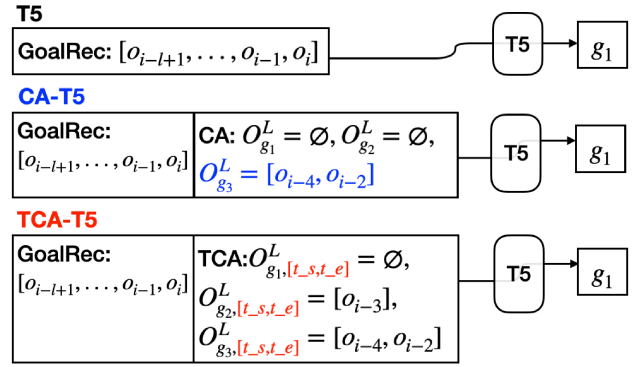 T5
GoalRec: [o_{i−l+1}, . . . , o_{i−1}, o_i]
T5
g_1
CA-T5
GoalRec:
[o_{i−l+1}, . . . , o_{i−1}, o_i]
CA: O^L_{g_1} = ∅, O^L_{g_2} = ∅,
O^L_{g_3} = [o_{i−4}, o_{i−2}]
T5
g_1
TCA-T5
GoalRec:
[o_{i−l+1}, . . . , o_{i−1}, o_i]
TCA:O^L_{g_1,[t_s,t_e]} = ∅,
O^L_{g_2,[t_s,t_e]} = [o_{i−3}],
O^L_{g_3,[t_s,t_e]} = [o_{i−4}, o_{i−2}]
T5
g_1